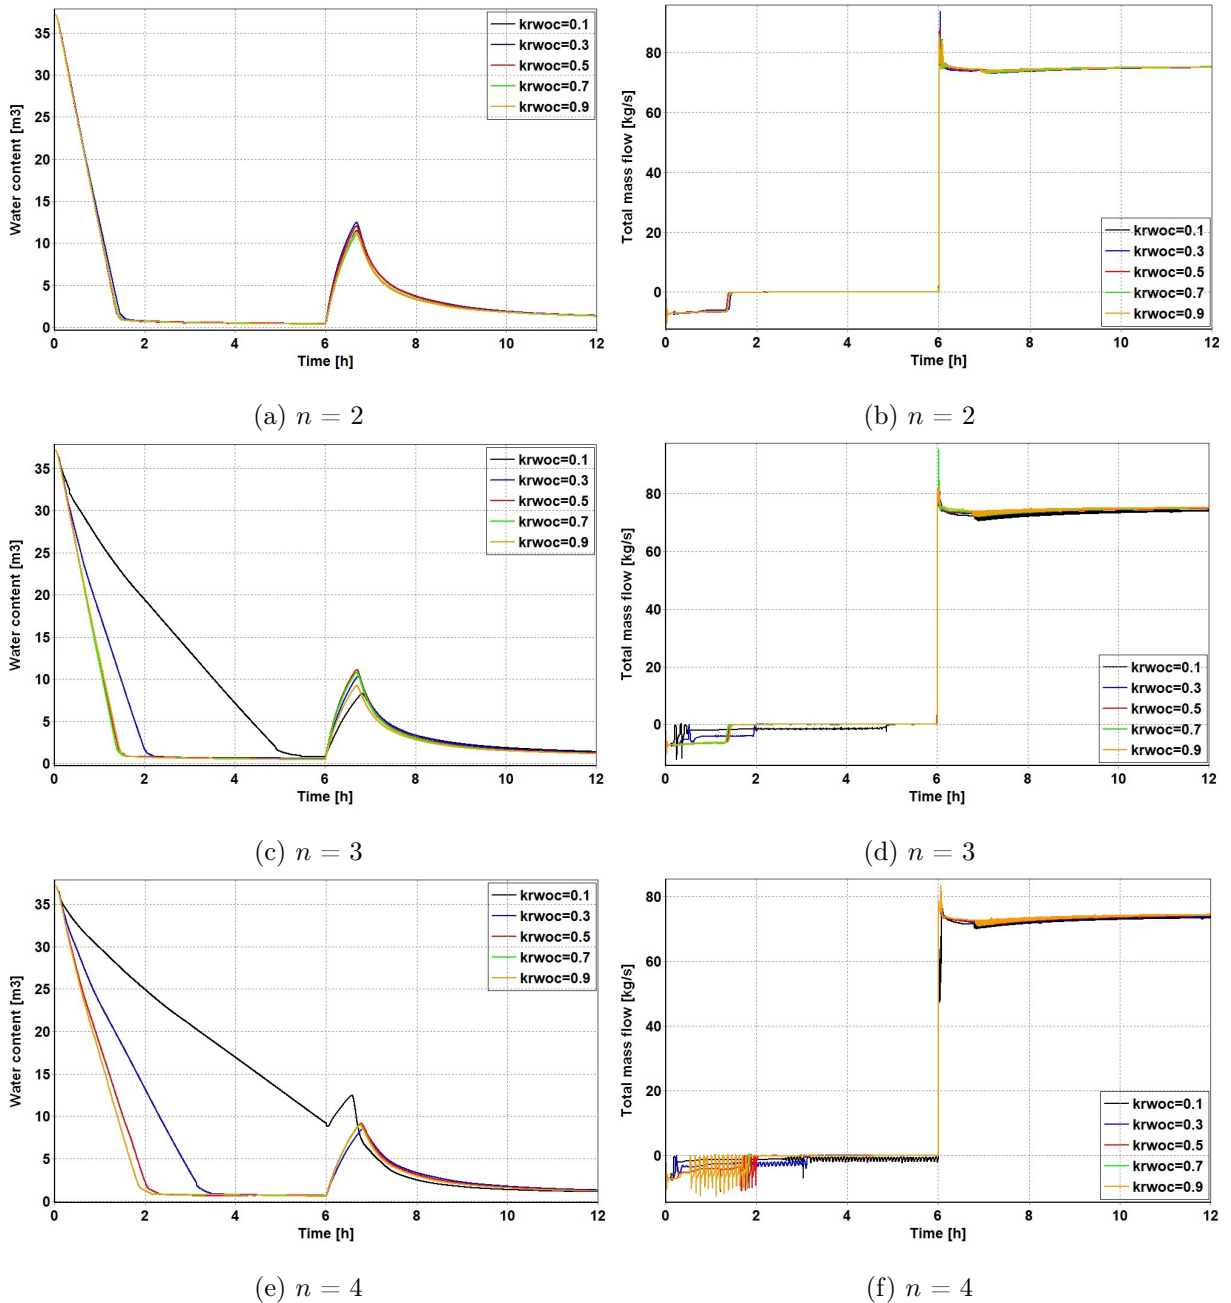 Water content [m3]
35
30
25
20
15
10
5
0
krwoc=0.1
krwoc=0.3
krwoc=0.5
krwoc=0.7
krwoc=0.9
0 2 4 6 8 10 12
Time [h]
(a) n = 2
Total mass flow [kg/s]
80
60
40
20
0
krwoc=0.1
krwoc=0.3
krwoc=0.5
krwoc=0.7
krwoc=0.9
0 2 4 6 8 10 12
Time [h]
(b) n = 2
Water content [m3]
35
30
25
20
15
10
5
0
krwoc=0.1
krwoc=0.3
krwoc=0.5
krwoc=0.7
krwoc=0.9
0 2 4 6 8 10 12
Time [h]
(c) n = 3
Total mass flow [kg/s]
80
60
40
20
0
krwoc=0.1
krwoc=0.3
krwoc=0.5
krwoc=0.7
krwoc=0.9
0 2 4 6 8 10 12
Time [h]
(d) n = 3
Water content [m3]
35
30
25
20
15
10
5
0
krwoc=0.1
krwoc=0.3
krwoc=0.5
krwoc=0.7
krwoc=0.9
0 2 4 6 8 10 12
Time [h]
(e) n = 4
Total mass flow [kg/s]
80
60
40
20
0
krwoc=0.1
krwoc=0.3
krwoc=0.5
krwoc=0.7
krwoc=0.9
0 2 4 6 8 10 12
Time [h]
(f) n = 4